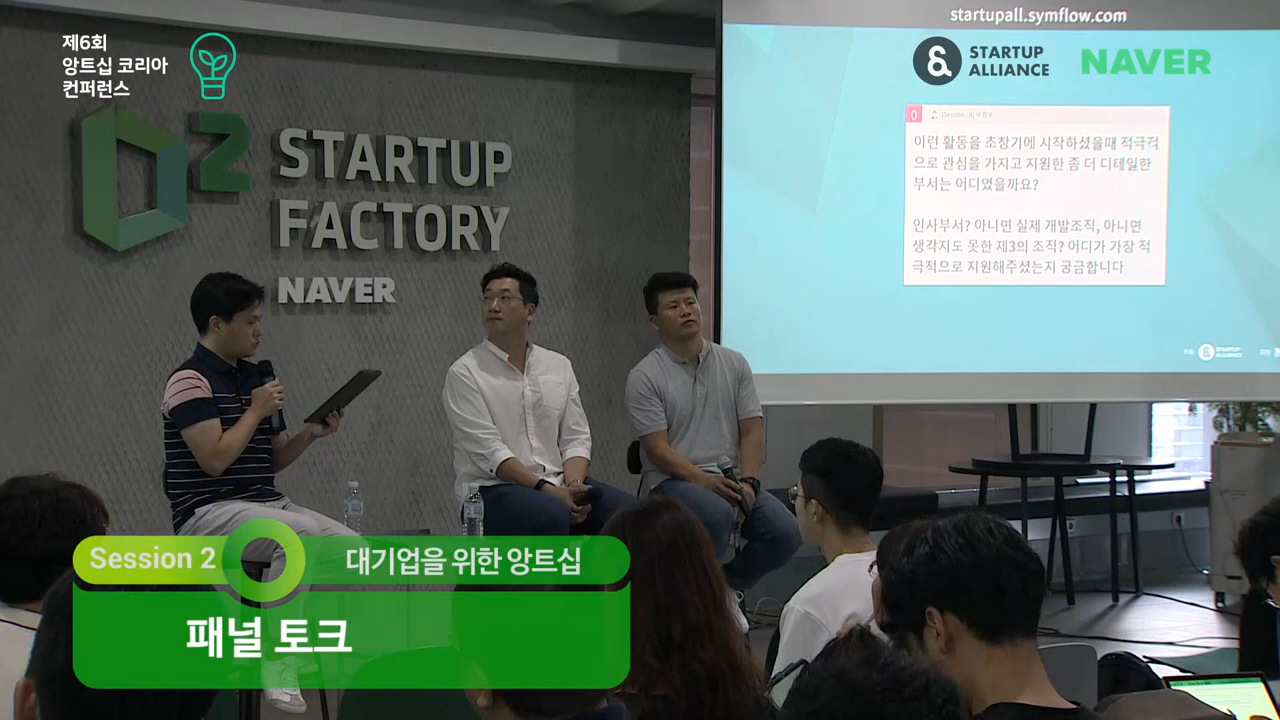 제6회
앙트십 코리아
컨퍼런스
D2
STARTUP
FACTORY
NAVER
startupall.symflow.com
STARTUP
ALLIANCE
NAVER
0
이런 활동을 초창기에 시작하셨을때 적극적
으로 관심을 가지고 지원한 좀 더 디테일한
부서는 어디였을까요?
인사부서? 아니면 실제 개발조직, 아니면
생각지도 못한 제3의 조직? 어디가 가장 적
극적으로 지원해주셨는지 궁금합니다
STARTUP
ALLIANCE
Session 2
대기업을 위한 앙트십
패널 토크